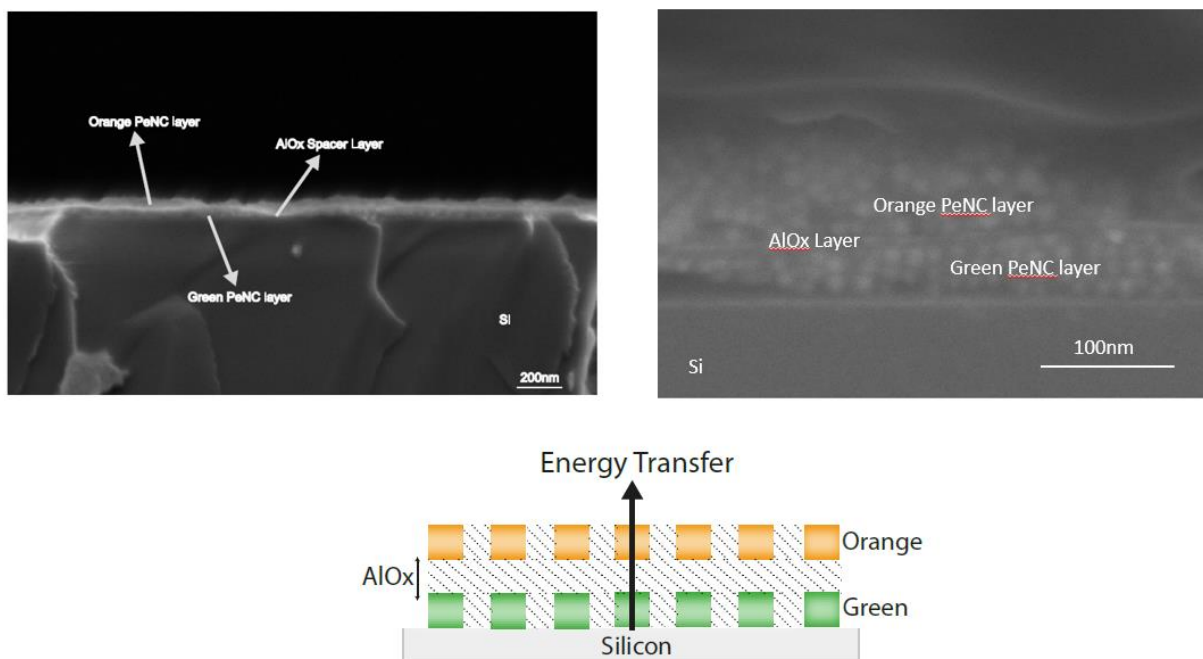 Orange PeNC layer
AlOx Spacer Layer
Green PeNC layer
Si
200nm
Orange PeNC layer
AlOx Layer
Green PeNC layer
100nm
Si
Energy Transfer
Orange
AlOx
Green
Silicon